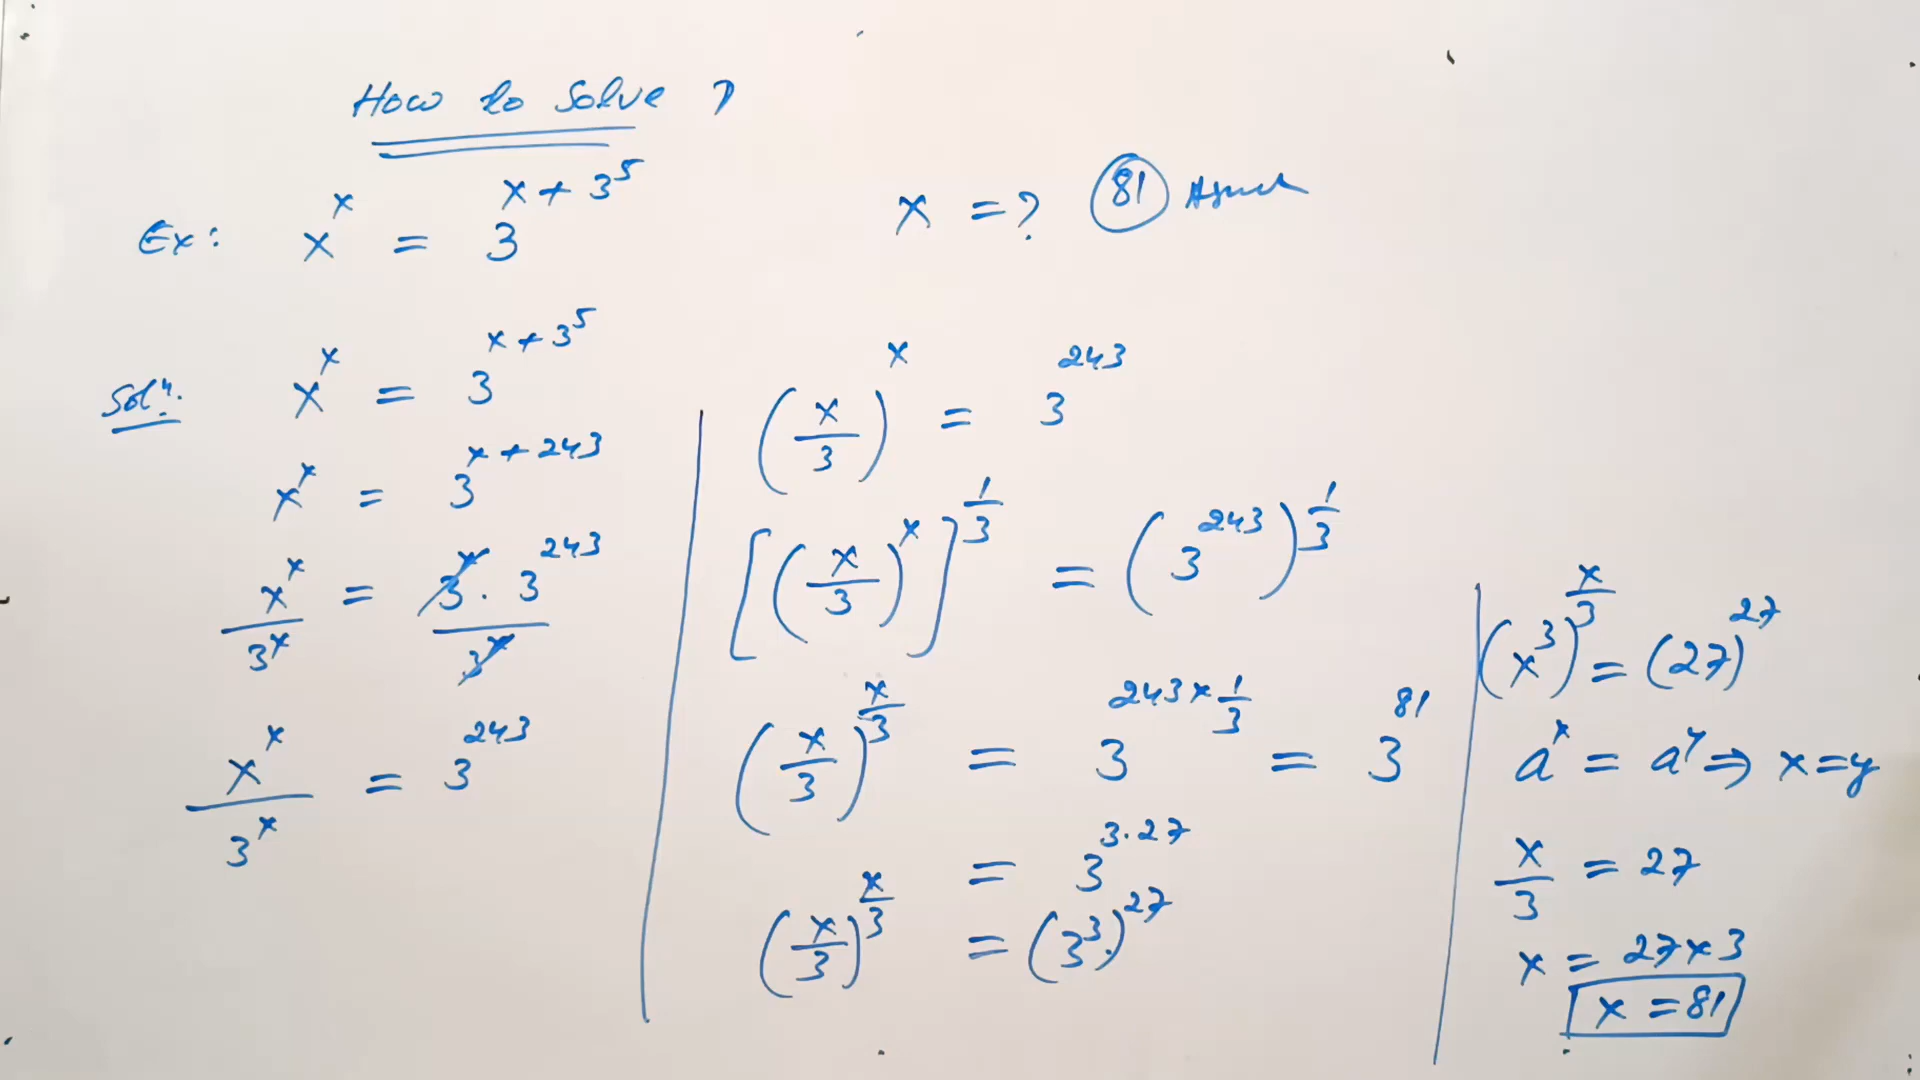 How to Solve ?
Ex: x^x = 3^(x + 3^5) x = ? 81
Solⁿ. x^x = 3^(x + 3^5)
x^x = 3^(x + 243)
x^x / 3^x = 3^x · 3^243 / 3^x
x^x / 3^x = 3^243
(x/3)^x = 3^243
[(x/3)^x]^(1/3) = (3^243)^(1/3)
(x/3)^(x/3) = 3^(243 × 1/3) = 3^81
= 3^(3·27)
(x/3)^(x/3) = (3^3·)^27
(x^3)^(x/3) = (27)^27
a^x = a^y ⇒ x = y
x/3 = 27
x = 27 × 3
x = 81